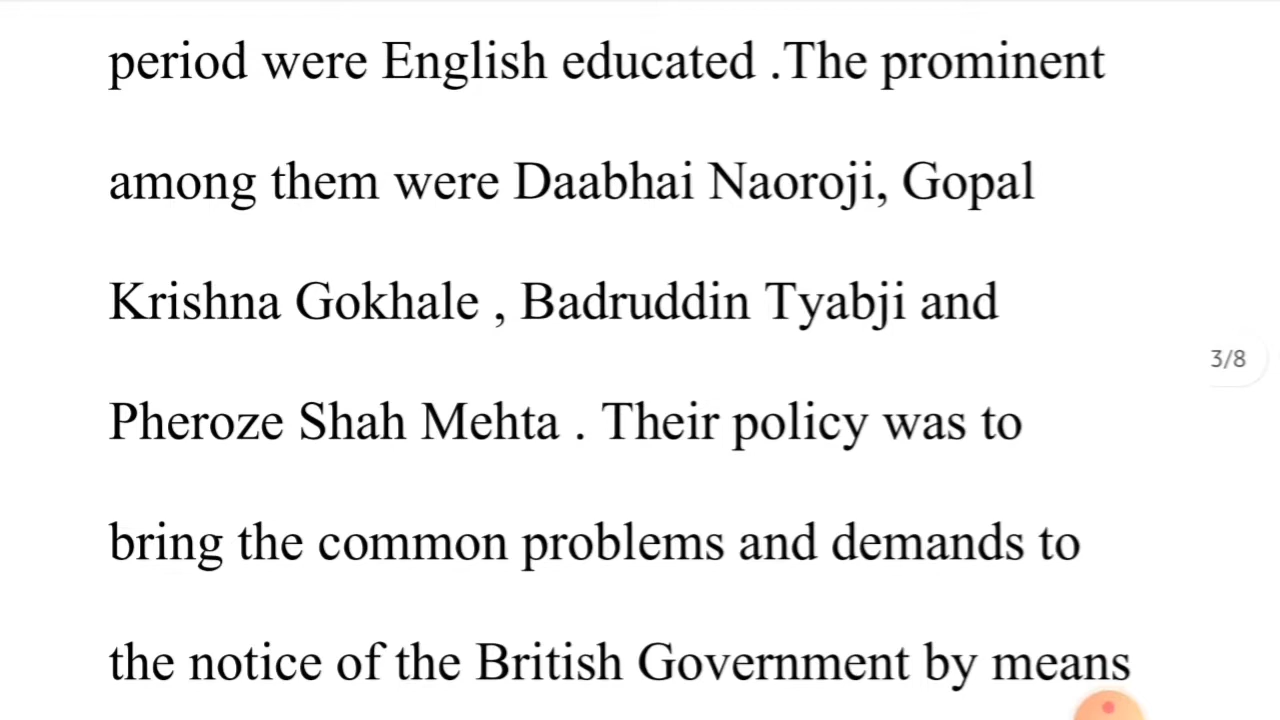 period were English educated .The prominent
among them were Daabhai Naoroji, Gopal
Krishna Gokhale , Badruddin Tyabji and
3/8
Pheroze Shah Mehta . Their policy was to
bring the common problems and demands to
the notice of the British Government by means